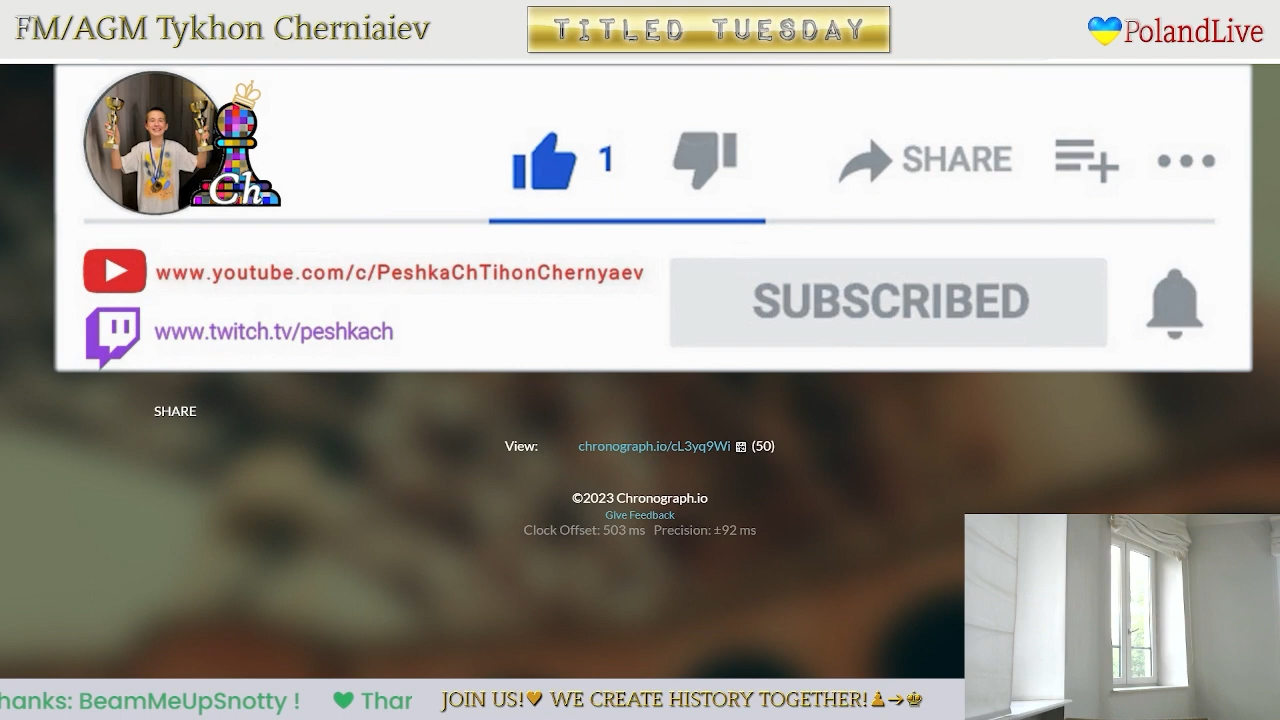 FM/AGM Tykhon Cherniaiev
TITLED TUESDAY
PolandLive
Ch
1
SHARE
www.youtube.com/c/PeshkaChTihonChernyaev
SUBSCRIBED
www.twitch.tv/peshkach
SHARE
View: chronograph.io/cL3yq9Wi (50)
©2023 Chronograph.io
Give Feedback
Clock Offset: 503 ms Precision: ±92 ms
hanks: BeamMeUpSnotty ! Thar
JOIN US! WE CREATE HISTORY TOGETHER!